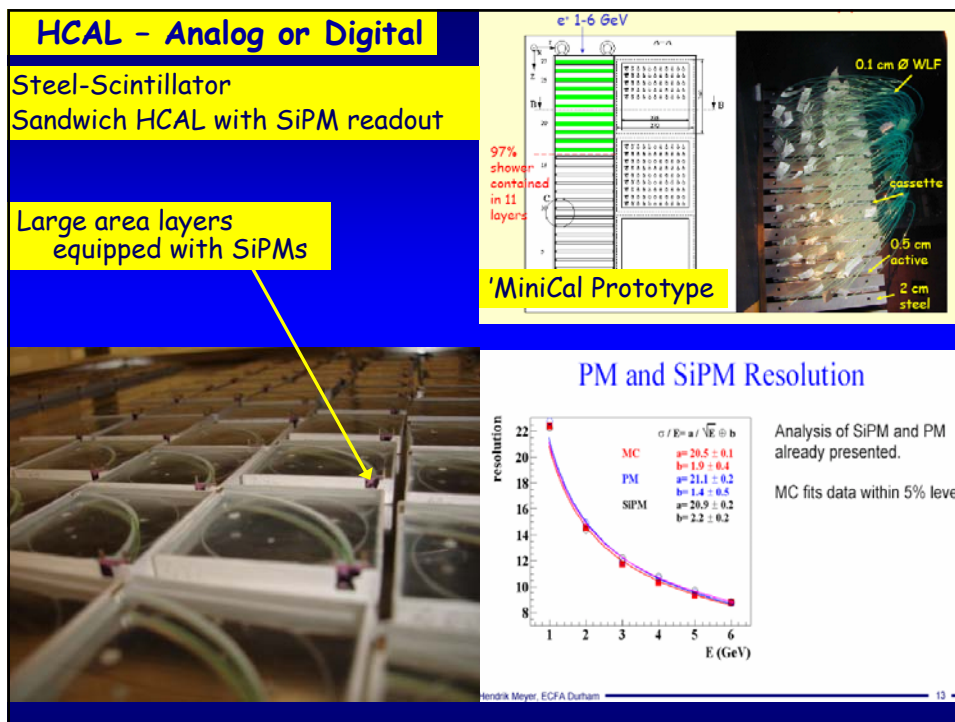 HCAL – Analog or Digital
Steel-Scintillator
Sandwich HCAL with SiPM readout
Large area layers
equipped with SiPMs
e⁺ 1-6 GeV
97%
shower
contained
in 11
layers
0.1 cm Ø WLF
cassette
0.5 cm
active
2 cm
steel
'MiniCal Prototype
PM and SiPM Resolution
resolution
22
20
18
16
14
12
10
8
1 2 3 4 5 6
E (GeV)
σ / E= a / √E ⊕ b
MC a= 20.5 ± 0.1
b= 1.9 ± 0.4
PM a= 21.1 ± 0.2
b= 1.4 ± 0.5
SiPM a= 20.9 ± 0.2
b= 2.2 ± 0.2
Analysis of SiPM and PM
already presented.
MC fits data within 5% leve
Hendrik Meyer, ECFA Durham
13